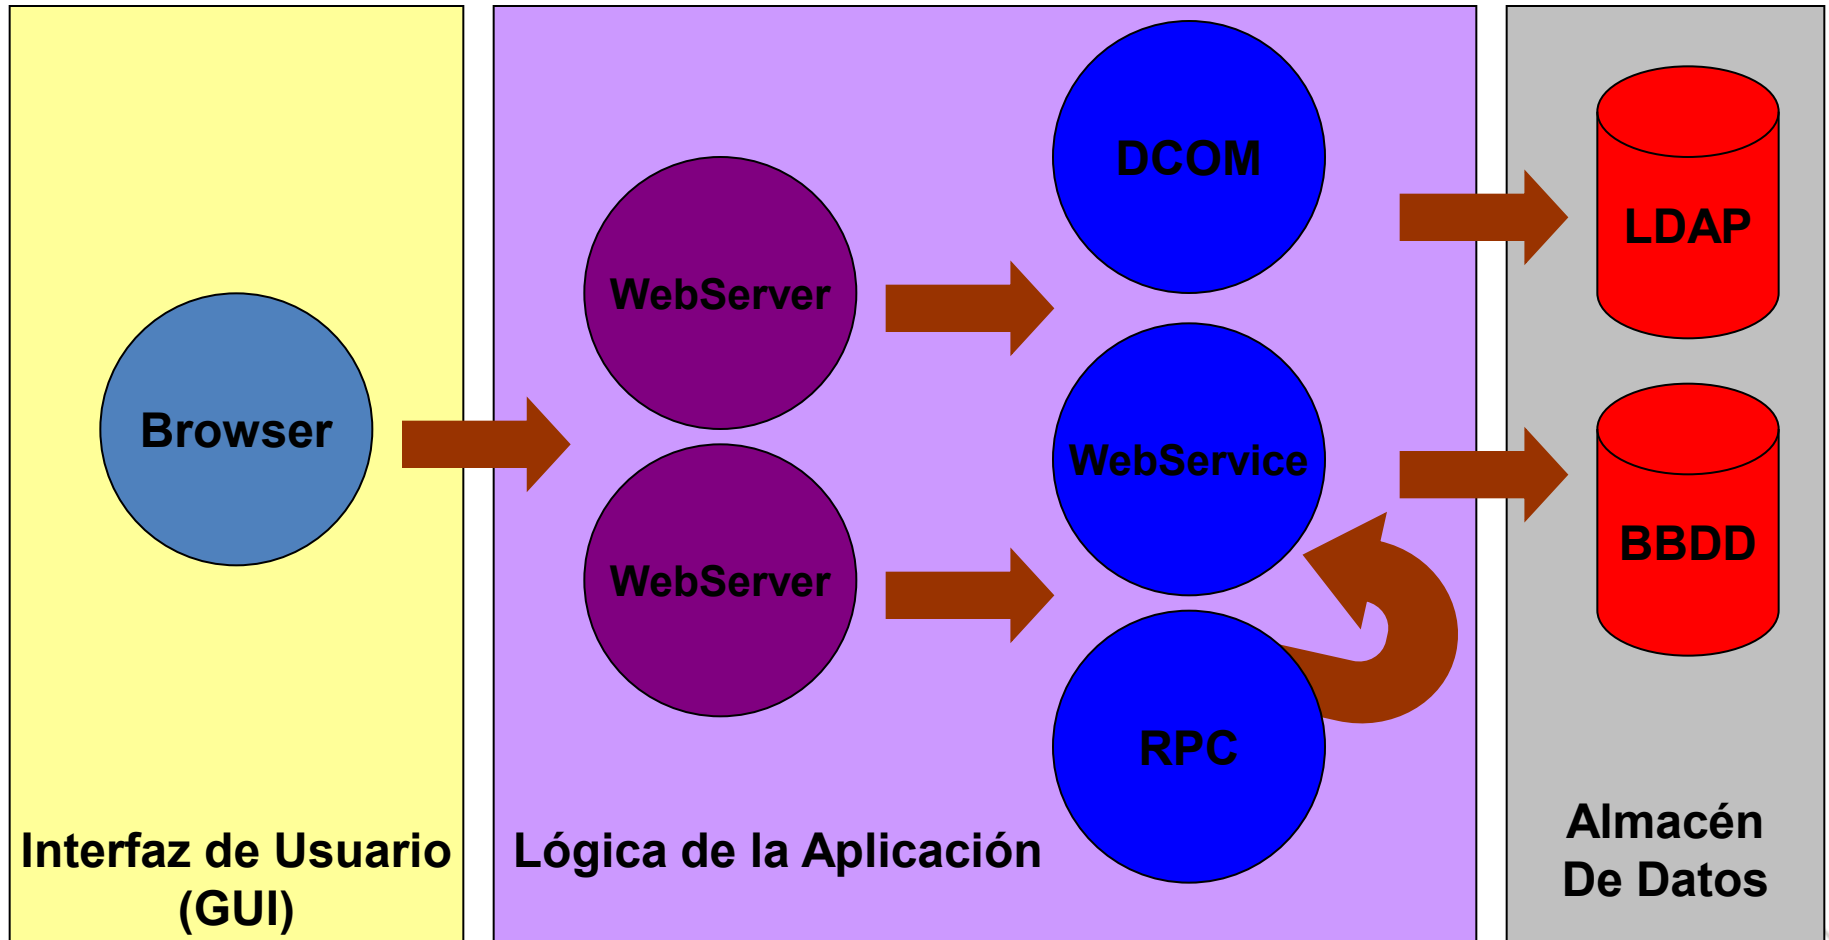 Browser
Interfaz de Usuario
(GUI)
WebServer
WebServer
DCOM
WebService
RPC
Lógica de la Aplicación
LDAP
BBDD
Almacén
De Datos